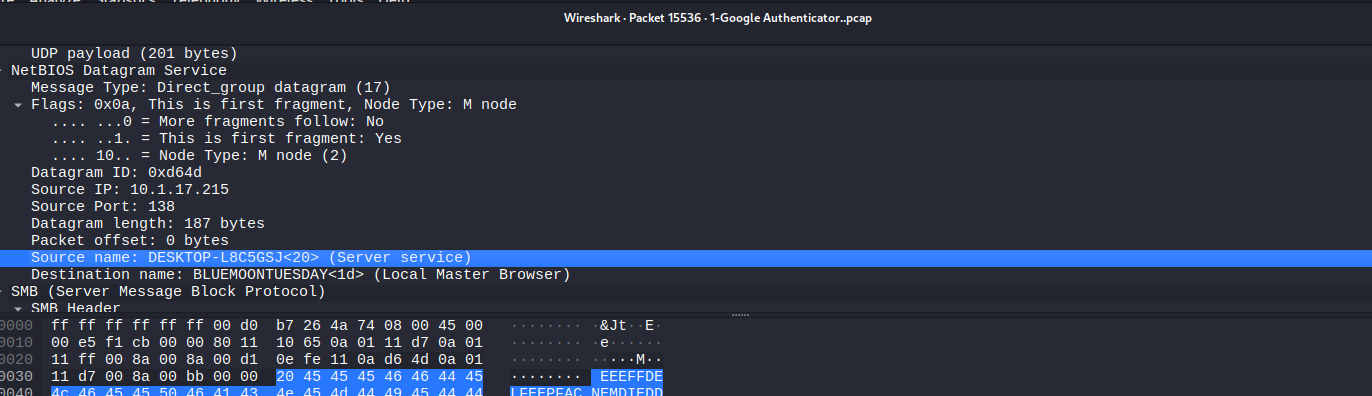 Analyze Statistics Telephony Wireless Tools Help
Wireshark · Packet 15536 · 1-Google Authenticator..pcap
UDP payload (201 bytes)
NetBIOS Datagram Service
Message Type: Direct_group datagram (17)
Flags: 0x0a, This is first fragment, Node Type: M node
.... ...0 = More fragments follow: No
.... ..1. = This is first fragment: Yes
.... 10.. = Node Type: M node (2)
Datagram ID: 0xd64d
Source IP: 10.1.17.215
Source Port: 138
Datagram length: 187 bytes
Packet offset: 0 bytes
Source name: DESKTOP-L8C5GSJ<20> (Server service)
Destination name: BLUEMOONTUESDAY<1d> (Local Master Browser)
SMB (Server Message Block Protocol)
SMB Header
0000 ff ff ff ff ff ff 00 d0 b7 26 4a 74 08 00 45 00 ········ ·&Jt··E·
0010 00 e5 f1 cb 00 00 80 11 10 65 0a 01 11 d7 0a 01 ········ ·e······
0020 11 ff 00 8a 00 8a 00 d1 0e fe 11 0a d6 4d 0a 01 ········ ·····M··
0030 11 d7 00 8a 00 bb 00 00 20 45 45 45 46 46 44 45 ········ EEEFFDE
0040 4c 46 45 45 50 46 41 43 4e 45 4d 44 49 45 44 44 LFEEPFAC NEMDIEDD